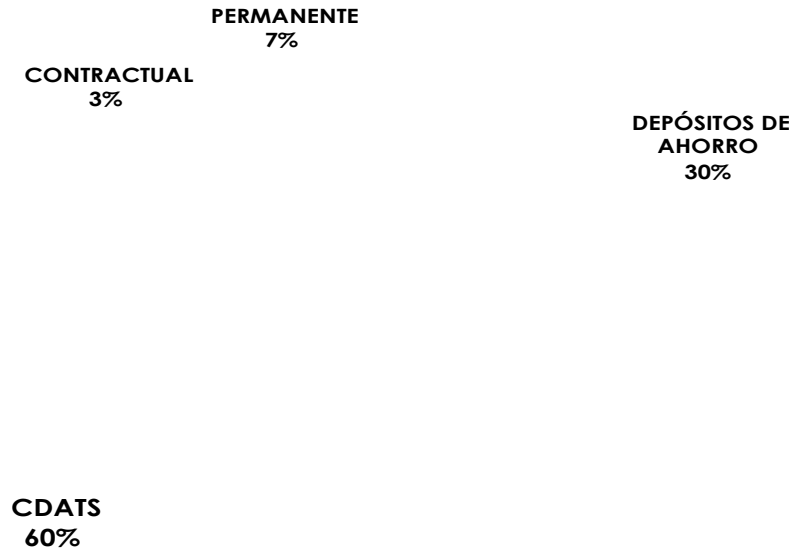 PERMANENTE
7%
CONTRACTUAL
3%
DEPÓSITOS DE
AHORRO
30%
CDATS
60%